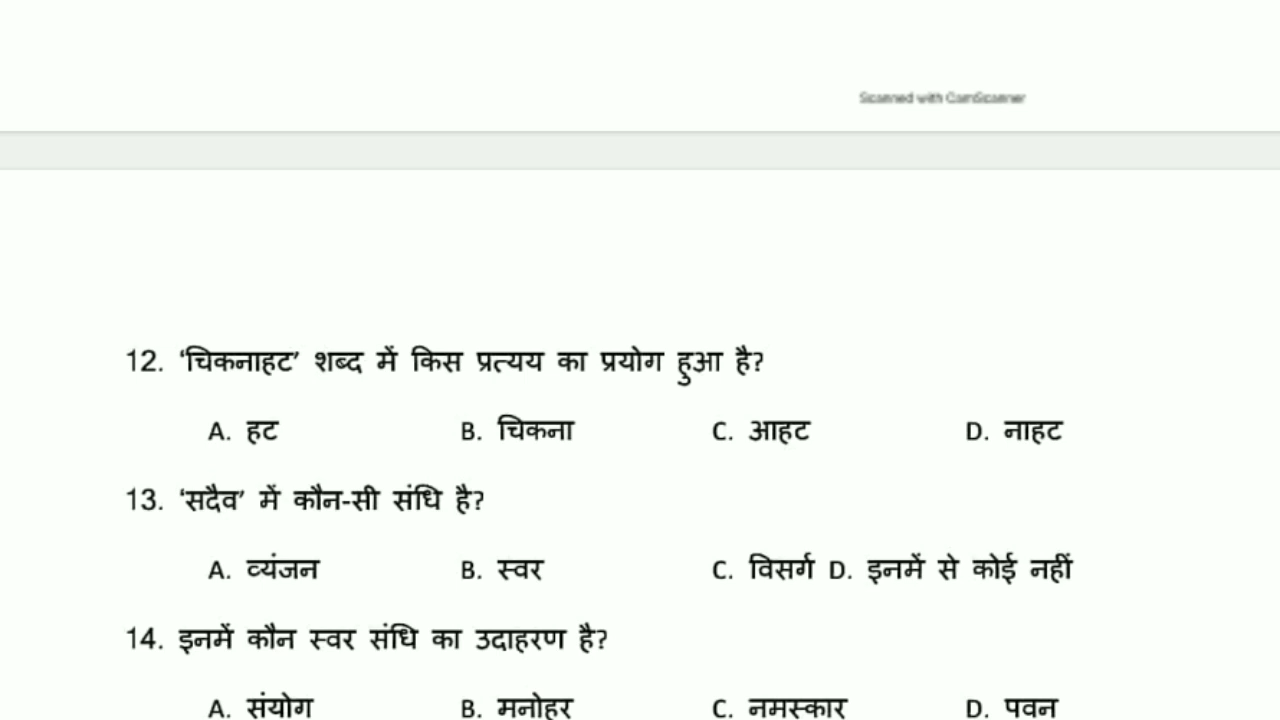 Scanned with CamScanner
12. ‘चिकनाहट’ शब्द में किस प्रत्यय का प्रयोग हुआ है?
A. हट B. चिकना C. आहट D. नाहट
13. ‘सदैव’ में कौन-सी संधि है?
A. व्यंजन B. स्वर C. विसर्ग D. इनमें से कोई नहीं
14. इनमें कौन स्वर संधि का उदाहरण है?
A. संयोग B. मनोहर C. नमस्कार D. पवन